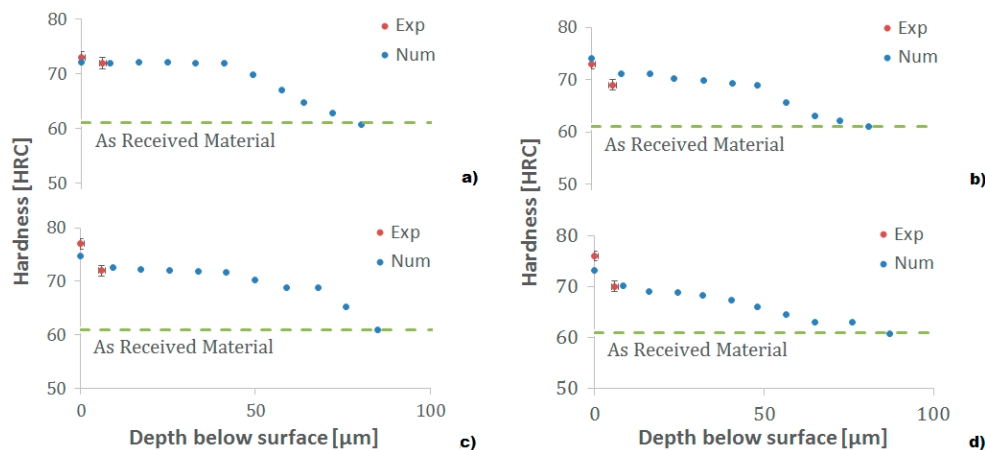 80
70
60
50
Exp
Num
As Received Material
a)
80
70
60
50
Exp
Num
As Received Material
b)
Hardness [HRC]
80
70
60
50
0
50
100
Exp
Num
As Received Material
Depth below surface [µm]
c)
Hardness [HRC]
80
70
60
50
0
50
100
Exp
Num
As Received Material
Depth below surface [µm]
d)